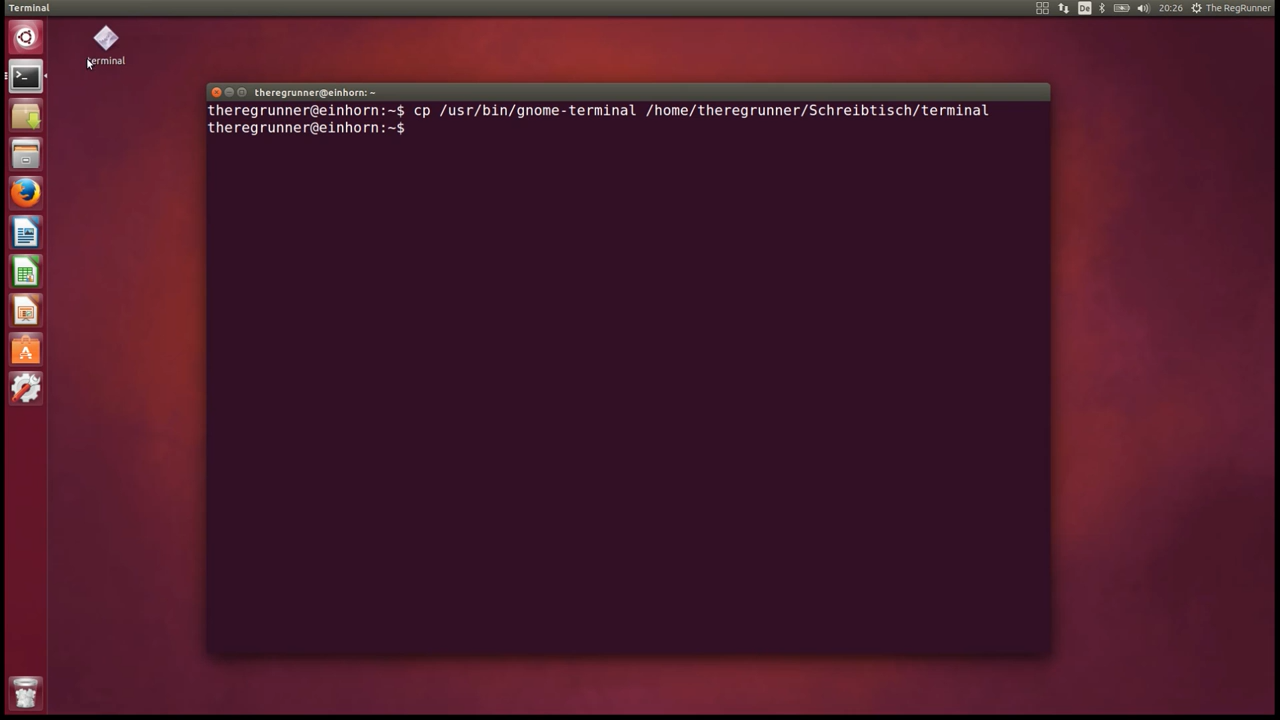 Terminal
De
20:26
The RegRunner
terminal
theregrunner@einhorn: ~
theregrunner@einhorn:~$ cp /usr/bin/gnome-terminal /home/theregrunner/Schreibtisch/terminal
theregrunner@einhorn:~$